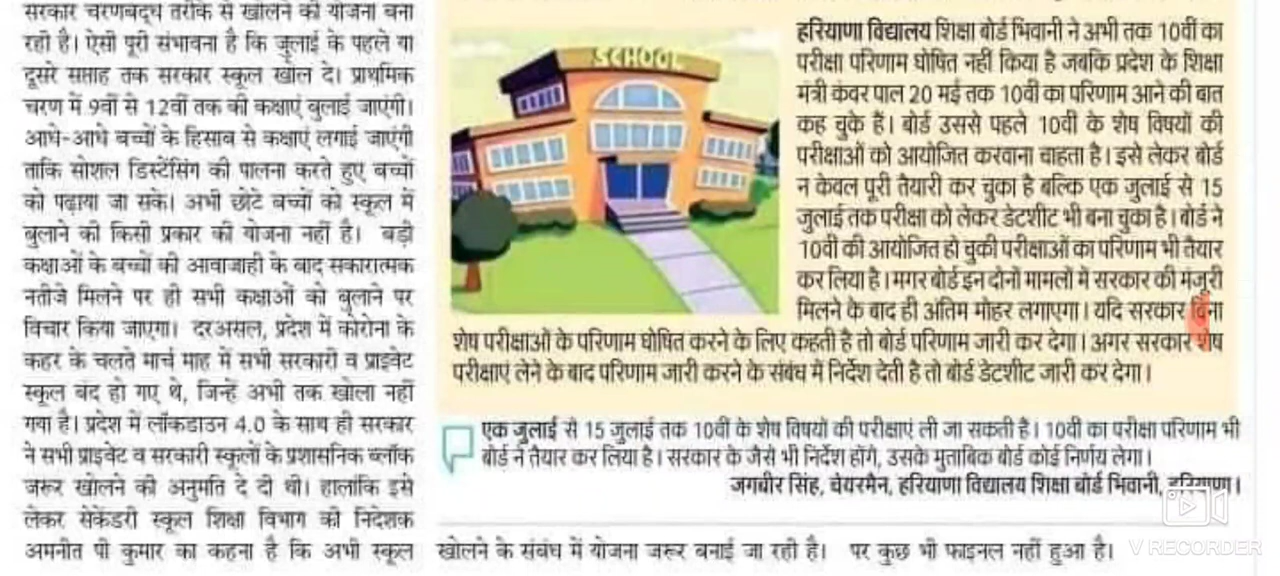 सरकार चरणबद्ध तरीके से खोलने की योजना बना
रही है। ऐसी पूरी संभावना है कि जुलाई के पहले या
दूसरे सप्ताह तक सरकार स्कूल खोल दे। प्राथमिक
चरण में 9वीं से 12वीं तक की कक्षाएं बुलाई जाएंगी।
आधे-आधे बच्चों के हिसाब से कक्षाएं लगाई जाएंगी
ताकि सोशल डिस्टेंसिंग की पालना करते हुए बच्चों
को पढ़ाया जा सके। अभी छोटे बच्चों को स्कूल में
बुलाने की किसी प्रकार की योजना नहीं है। बड़ी
कक्षाओं के बच्चों की आवाजाही के बाद सकारात्मक
नतीजे मिलने पर ही सभी कक्षाओं को बुलाने पर
विचार किया जाएगा। दरअसल, प्रदेश में कोरोना के
कहर के चलते मार्च माह में सभी सरकारी व प्राइवेट
स्कूल बंद हो गए थे, जिन्हें अभी तक खोला नहीं
गया है। प्रदेश में लॉकडाउन 4.0 के साथ ही सरकार
ने सभी प्राइवेट व सरकारी स्कूलों के प्रशासनिक ब्लॉक
जरूर खोलने की अनुमति दे दी थी। हालांकि इसे
लेकर सेकेंडरी स्कूल शिक्षा विभाग की निदेशक
अमनीत पी कुमार का कहना है कि अभी स्कूल
SCHOOL
हरियाणा विद्यालय शिक्षा बोर्ड भिवानी ने अभी तक 10वीं का
परीक्षा परिणाम घोषित नहीं किया है जबकि प्रदेश के शिक्षा
मंत्री कंवर पाल 20 मई तक 10वीं का परिणाम आने की बात
कह चुके हैं। बोर्ड उससे पहले 10वीं के शेष विषयों की
परीक्षाओं को आयोजित करवाना चाहता है। इसे लेकर बोर्ड
न केवल पूरी तैयारी कर चुका है बल्कि एक जुलाई से 15
जुलाई तक परीक्षा को लेकर डेटशीट भी बना चुका है। बोर्ड ने
10वीं की आयोजित हो चुकी परीक्षाओं का परिणाम भी तैयार
कर लिया है। मगर बोर्ड इन दोनों मामलों में सरकार की मंजूरी
मिलने के बाद ही अंतिम मोहर लगाएगा। यदि सरकार बिना
शेष परीक्षाओं के परिणाम घोषित करने के लिए कहती है तो बोर्ड परिणाम जारी कर देगा। अगर सरकार शेष
परीक्षाएं लेने के बाद परिणाम जारी करने के संबंध में निर्देश देती है तो बोर्ड डेटशीट जारी कर देगा।
एक जुलाई से 15 जुलाई तक 10वीं के शेष विषयों की परीक्षाएं ली जा सकती है। 10वीं का परीक्षा परिणाम भी
बोर्ड ने तैयार कर लिया है। सरकार के जैसे भी निर्देश होंगे, उसके मुताबिक बोर्ड कोई निर्णय लेगा।
जगबीर सिंह, चेयरमैन, हरियाणा विद्यालय शिक्षा बोर्ड भिवानी, हरियाणा।
खोलने के संबंध में योजना जरूर बनाई जा रही है। पर कुछ भी फाइनल नहीं हुआ है।
V RECORDER